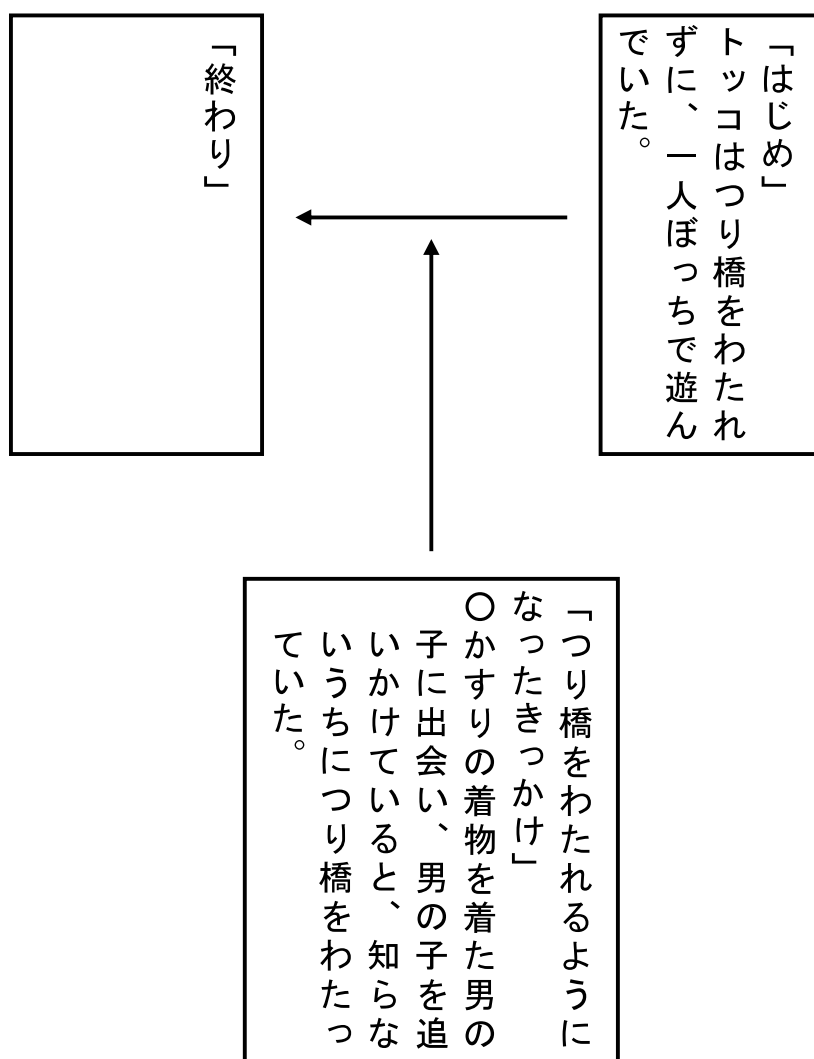 「はじめ」
トッコはつり橋をわたれ
ずに、一人ぼっちで遊ん
でいた。
「つり橋をわたれるように
なったきっかけ」
○かすりの着物を着た男の
子に出会い、男の子を追
いかけていると、知らな
いうちにつり橋をわたっ
ていた。
「終わり」